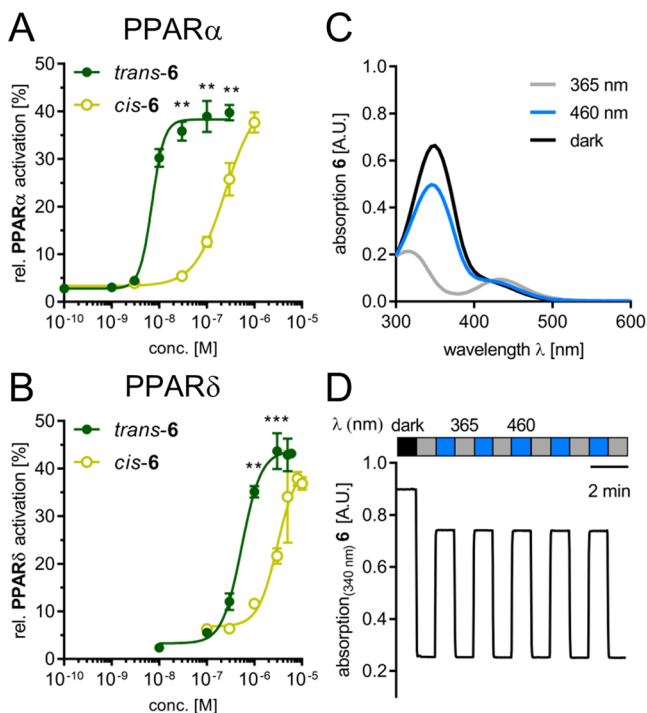 A PPARα
rel. PPARα activation [%]
50
40
30
20
10
0
trans-6
cis-6
** ** **
10⁻¹⁰ 10⁻⁹ 10⁻⁸ 10⁻⁷ 10⁻⁶ 10⁻⁵
conc. [M]
B PPARδ
rel. PPARδ activation [%]
50
40
30
20
10
0
trans-6
cis-6
***
**
10⁻¹⁰ 10⁻⁹ 10⁻⁸ 10⁻⁷ 10⁻⁶ 10⁻⁵
conc. [M]
C
absorption 6 [A.U.]
1.0
0.8
0.6
0.4
0.2
0.0
365 nm
460 nm
dark
300 400 500 600
wavelength λ [nm]
D
λ (nm) dark 365 460
2 min
absorption(340 nm) 6 [A.U.]
1.0
0.8
0.6
0.4
0.2